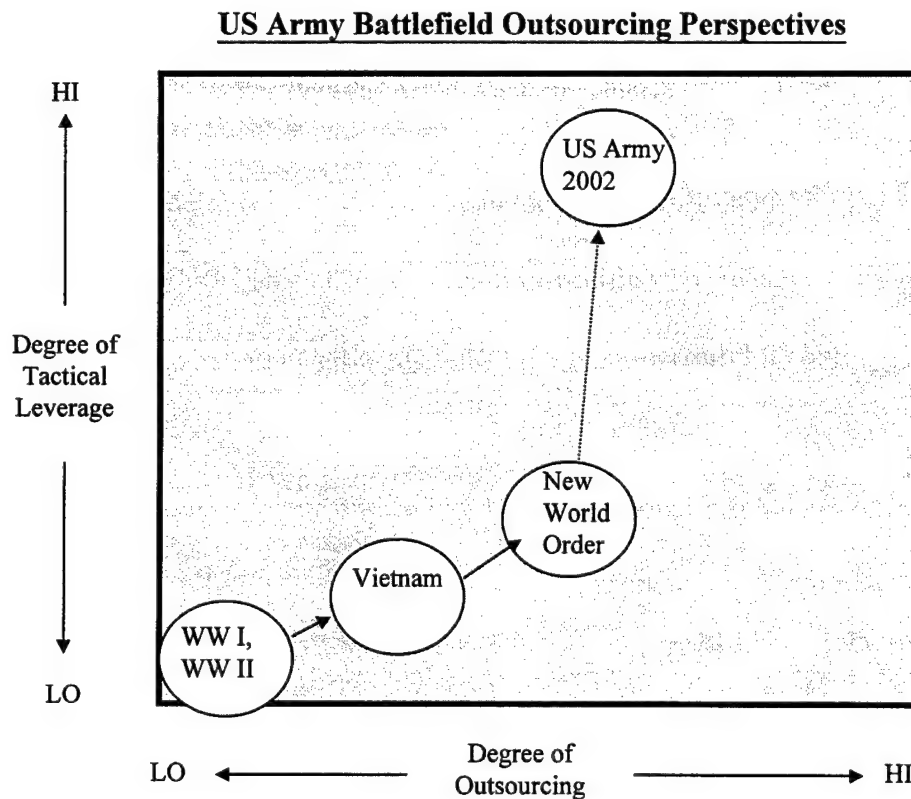 US Army Battlefield Outsourcing Perspectives
HI
US Army
2002
Degree of
Tactical
Leverage
New
World
Order
Vietnam
WW I,
WW II
LO
LO
Degree of
Outsourcing
HI